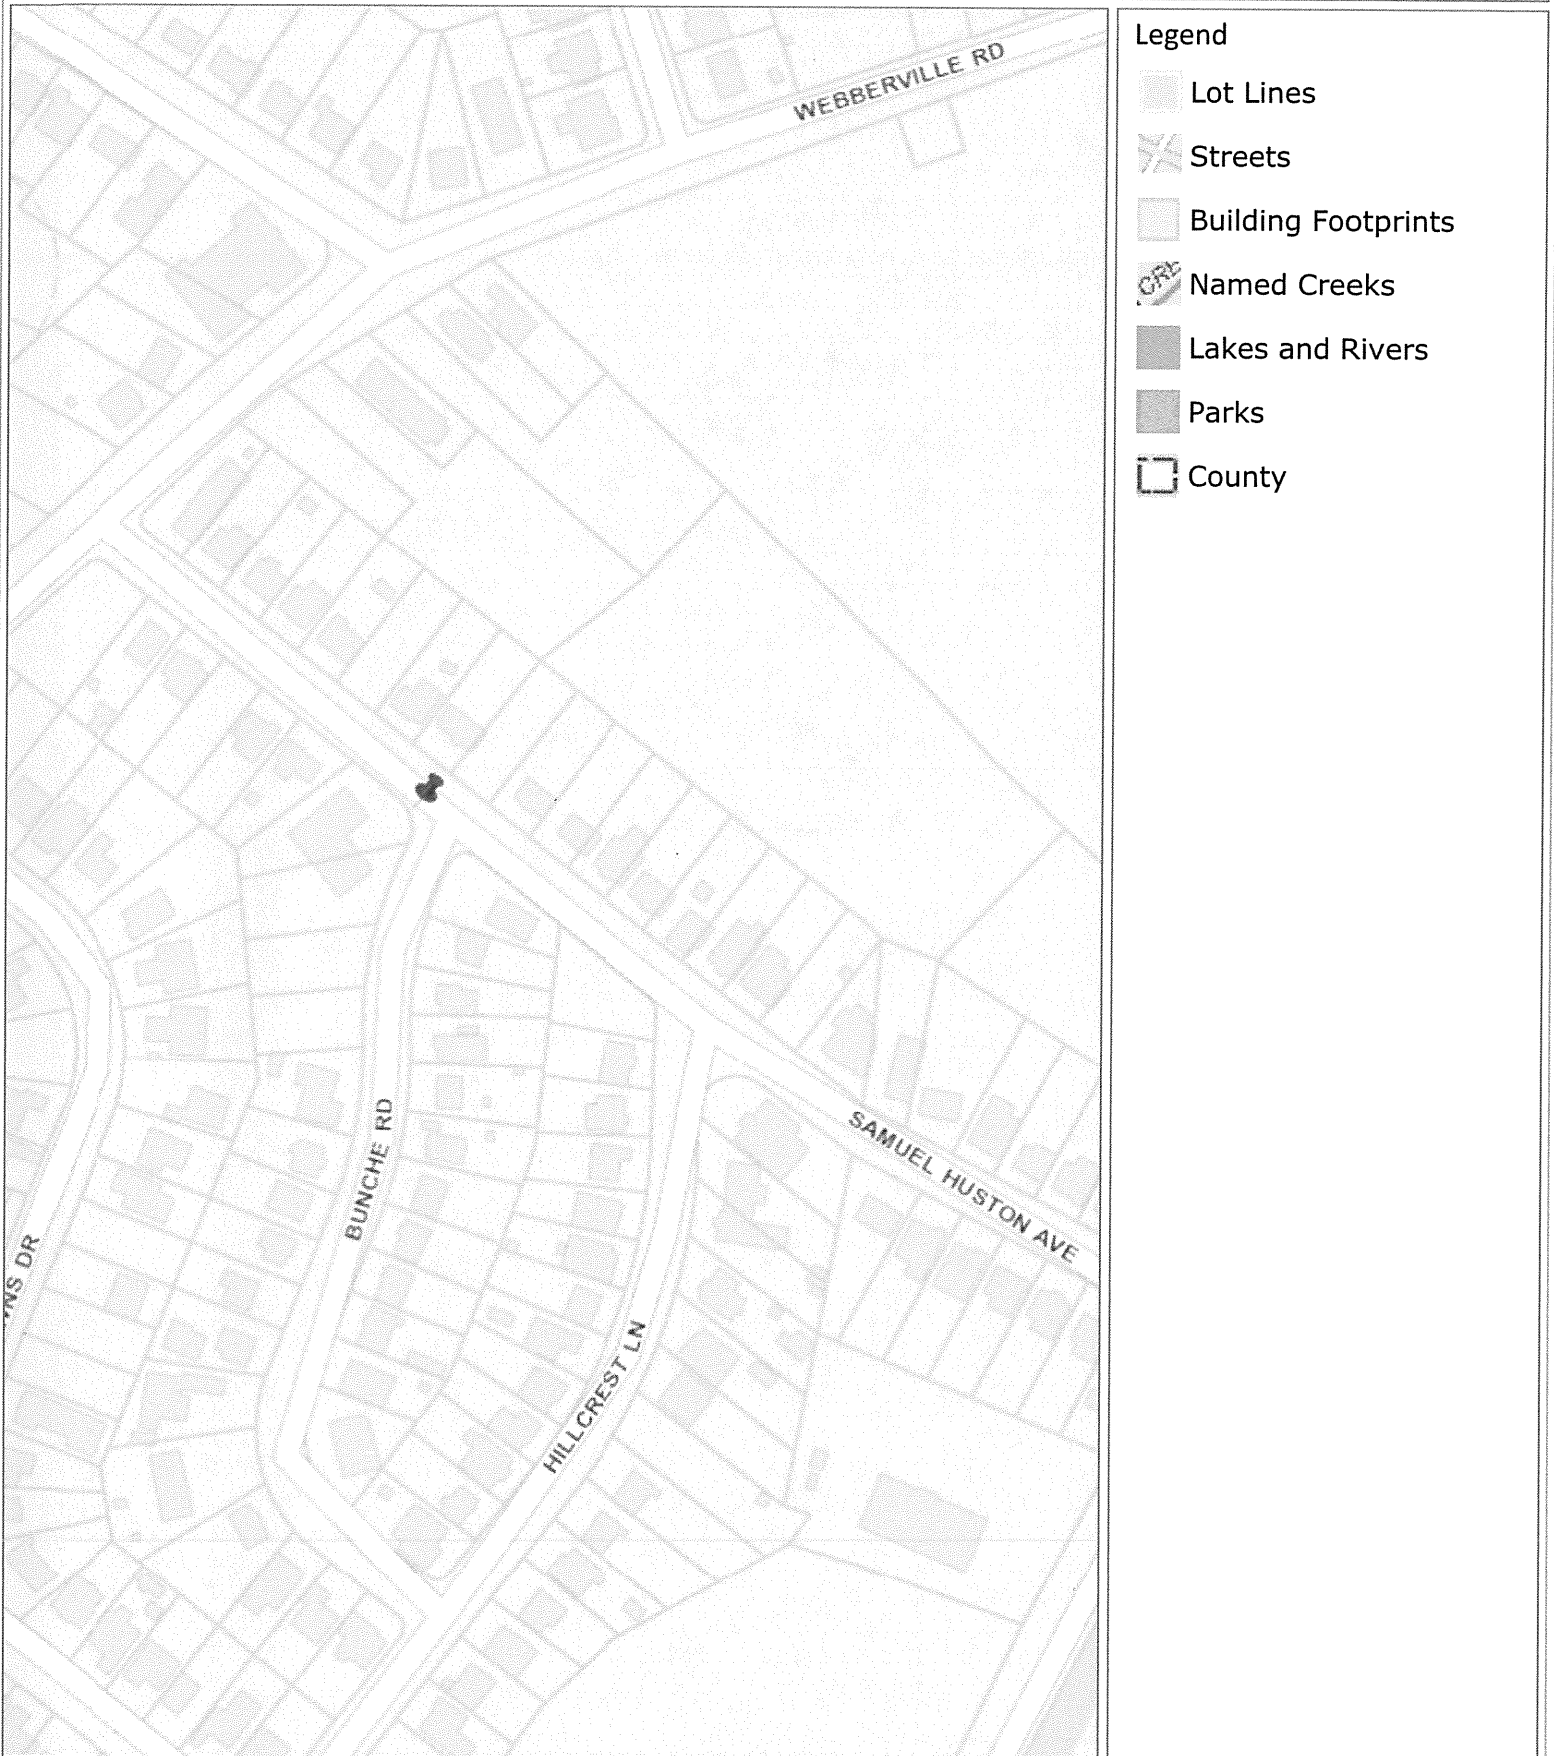 WEBBERVILLE RD
BUNCHE RD
SAMUEL HUSTON AVE
NS DR
HILLCREST LN
Legend
Lot Lines
Streets
Building Footprints
CRE
Named Creeks
Lakes and Rivers
Parks
County